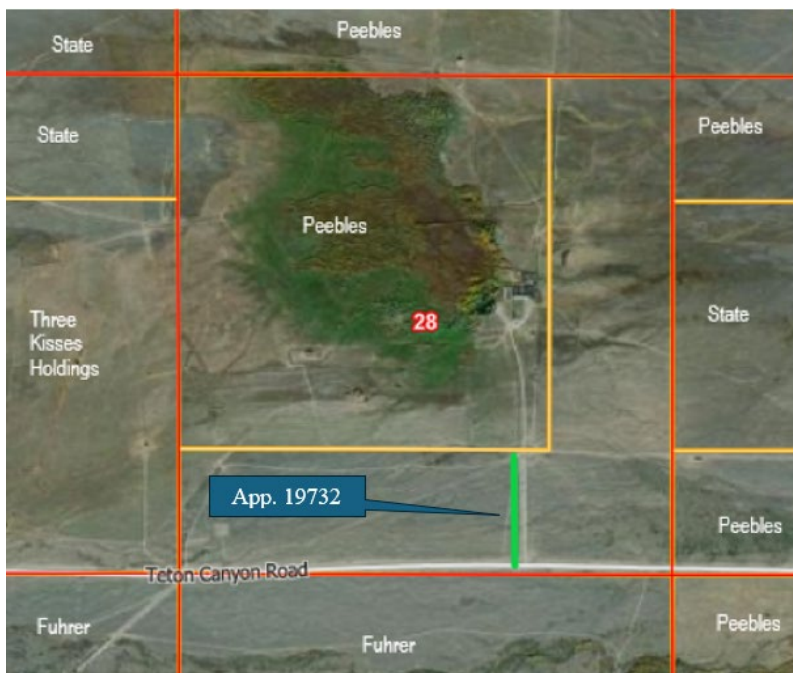 Peebles
State
State
Peebles
Peebles
28
Three
Kisses
Holdings
State
App. 19732
Peebles
Teton Canyon Road
Fuhrer
Fuhrer
Peebles